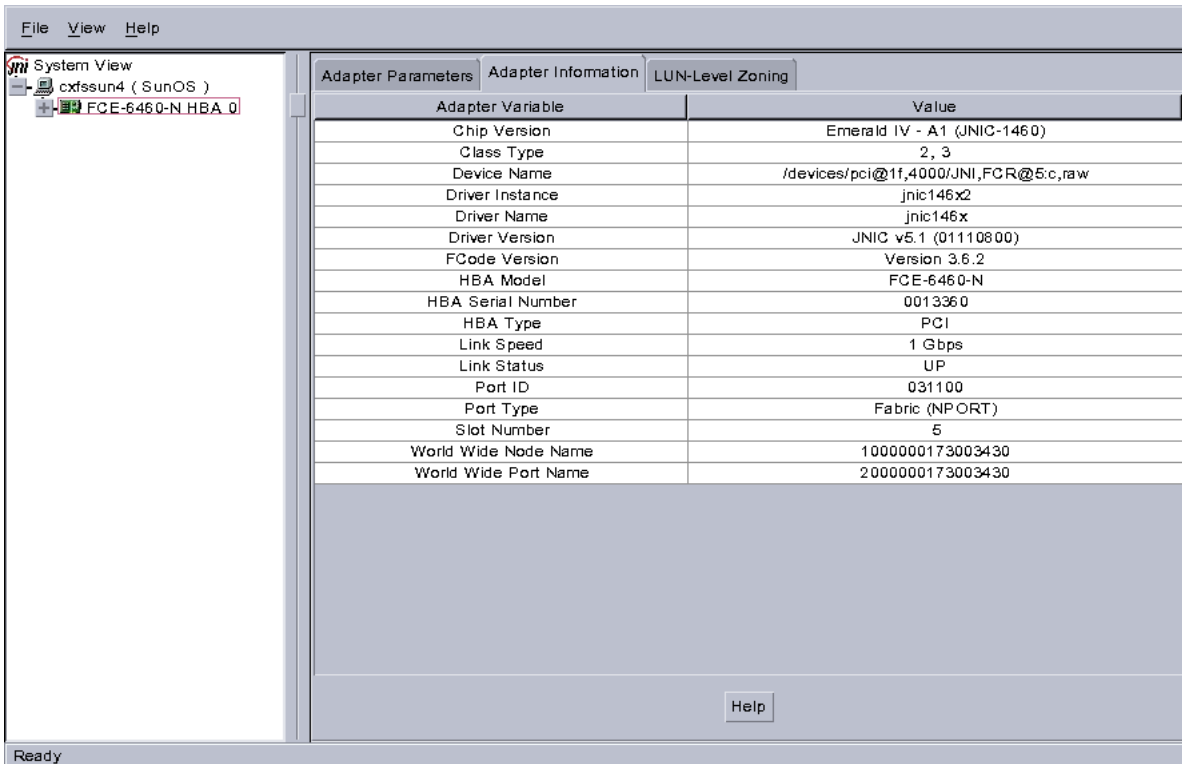 File View Help
jni System View
cxfssun4 ( SunOS )
FCE-6460-N HBA 0
Adapter Parameters Adapter Information LUN-Level Zoning
Adapter Variable Value
Chip Version Emerald IV - A1 (JNIC-1460)
Class Type 2, 3
Device Name /devices/pci@1f,4000/JNI,FCR@5:c,raw
Driver Instance jnic146x2
Driver Name jnic146x
Driver Version JNIC v5.1 (01110800)
FCode Version Version 3.6.2
HBA Model FCE-6460-N
HBA Serial Number 0013360
HBA Type PCI
Link Speed 1 Gbps
Link Status UP
Port ID 031100
Port Type Fabric (NPORT)
Slot Number 5
World Wide Node Name 1000000173003430
World Wide Port Name 2000000173003430
Help
Ready